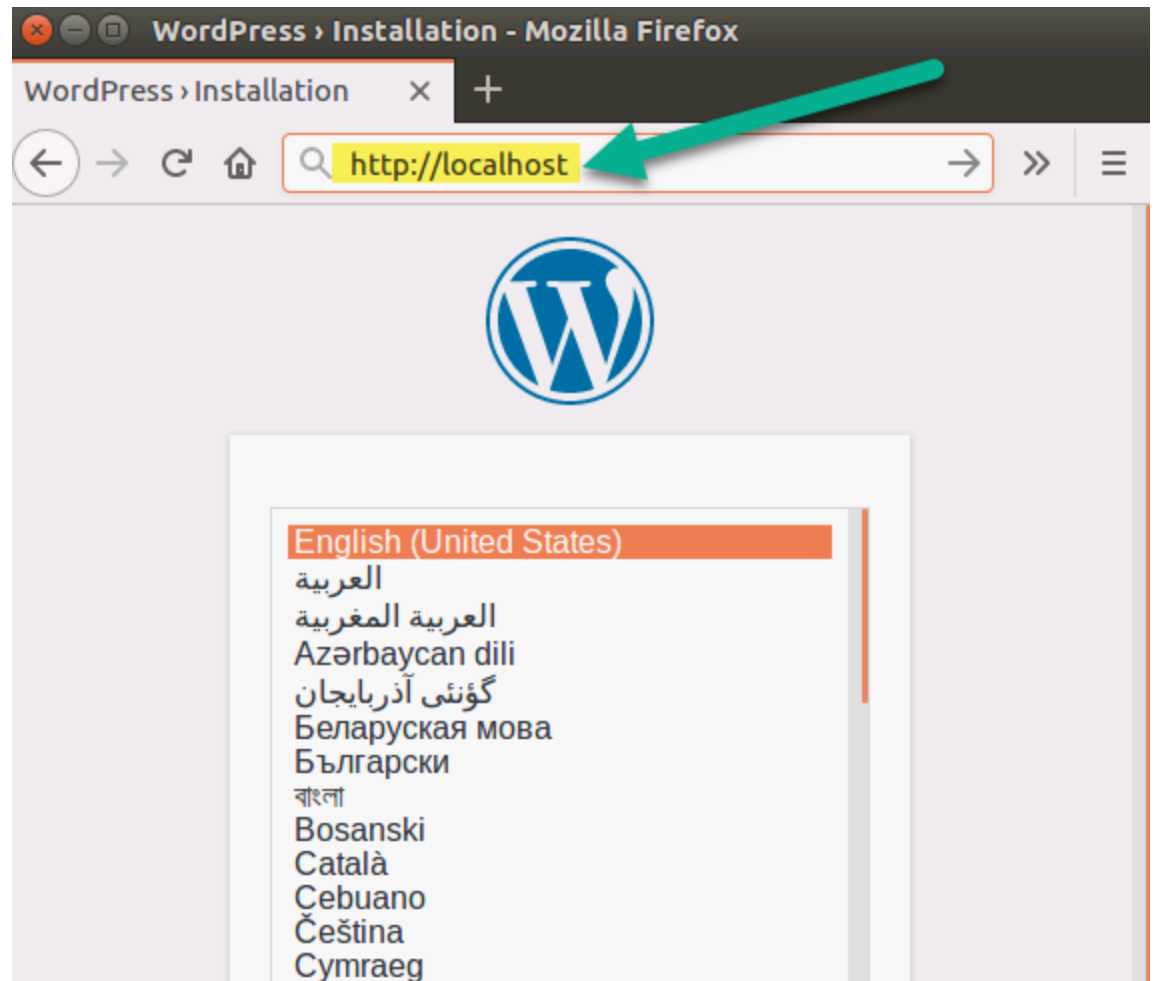 WordPress › Installation - Mozilla Firefox
WordPress › Installation
http://localhost
English (United States)
العربية
العربية المغربية
Azərbaycan dili
گؤنئی آذربایجان
Беларуская мова
Български
বাংলা
Bosanski
Català
Cebuano
Čeština
Cymraeg